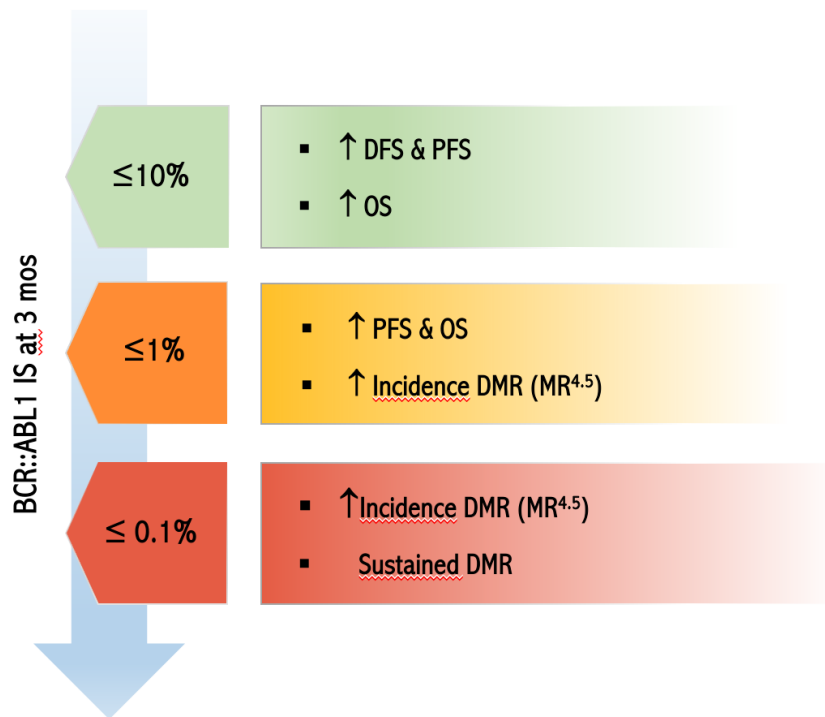 BCR::ABL1 IS at 3 mos
≤10%
▪ ↑ DFS & PFS
▪ ↑ OS
≤1%
▪ ↑ PFS & OS
▪ ↑ Incidence DMR (MR⁴·⁵)
≤ 0.1%
▪ ↑Incidence DMR (MR⁴·⁵)
▪ Sustained DMR